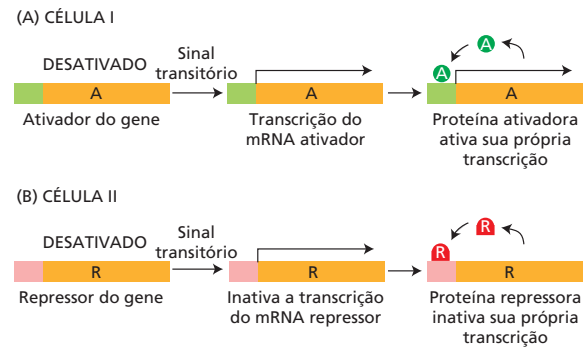 (A) CÉLULA I
DESATIVADO
Sinal
transitório
A
A
A
A
A
Ativador do gene
Transcrição do
mRNA ativador
Proteína ativadora
ativa sua própria
transcrição
(B) CÉLULA II
DESATIVADO
Sinal
transitório
R
R
R
R
R
Repressor do gene
Inativa a transcrição
do mRNA repressor
Proteína repressora
inativa sua própria
transcrição